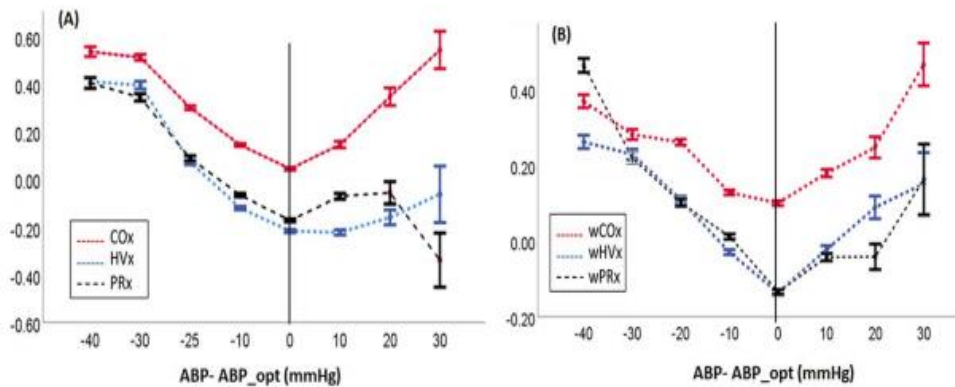 (A)
0.60
0.40
0.20
0.00
-0.20
-0.40
-0.60
COx
HVx
PRx
-40 -30 -25 -10 0 10 20 30
ABP- ABP_opt (mmHg)
(B)
0.40
0.20
0.00
-0.20
wCOx
wHVx
wPRx
-40 -30 -20 -10 0 10 20 30
ABP- ABP_opt (mmHg)